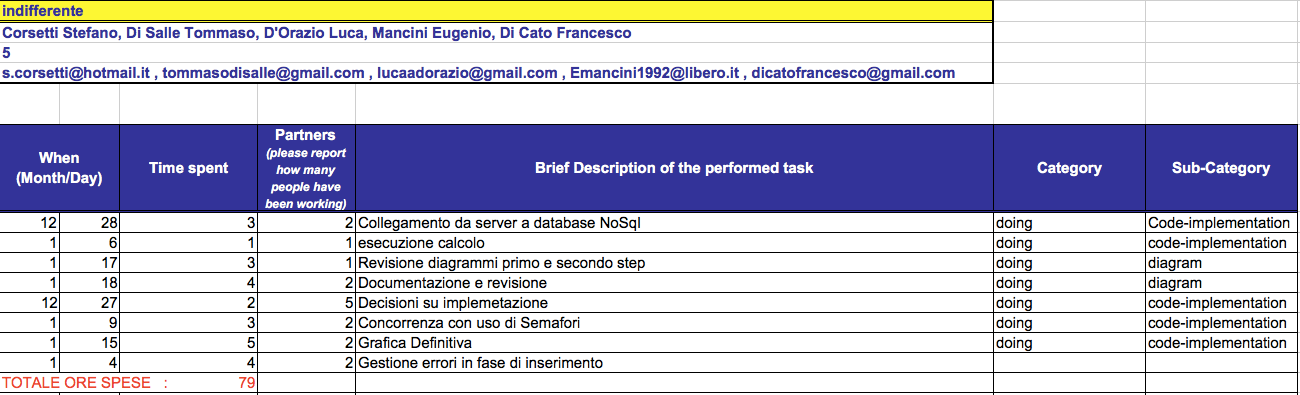 indifferente
Corsetti Stefano, Di Salle Tommaso, D'Orazio Luca, Mancini Eugenio, Di Cato Francesco
5
s.corsetti@hotmail.it , tommasodisalle@gmail.com , lucaadorazio@gmail.com , Emancini1992@libero.it , dicatofrancesco@gmail.com
When (Month/Day) Time spent Partners (please report how many people have been working) Brief Description of the performed task Category Sub-Category
12 28 3 2 Collegamento da server a database NoSql doing Code-implementation
1 6 1 1 esecuzione calcolo doing code-implementation
1 17 3 1 Revisione diagrammi primo e secondo step doing diagram
1 18 4 2 Documentazione e revisione doing diagram
12 27 2 5 Decisioni su implemetazione doing code-implementation
1 9 3 2 Concorrenza con uso di Semafori doing code-implementation
1 15 5 2 Grafica Definitiva doing code-implementation
1 4 4 2 Gestione errori in fase di inserimento
TOTALE ORE SPESE : 79